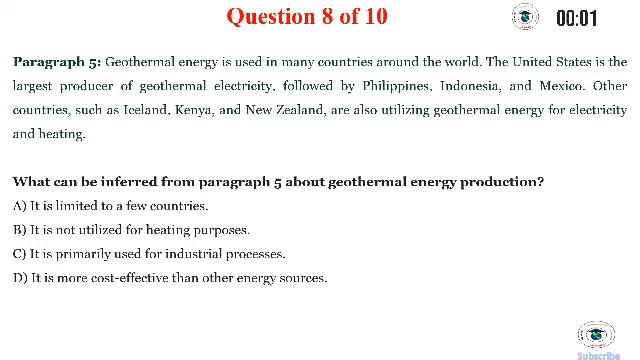 Question 8 of 10
00:01
Paragraph 5: Geothermal energy is used in many countries around the world. The United States is the
largest producer of geothermal electricity, followed by Philippines, Indonesia, and Mexico. Other
countries, such as Iceland, Kenya, and New Zealand, are also utilizing geothermal energy for electricity
and heating.
What can be inferred from paragraph 5 about geothermal energy production?
A) It is limited to a few countries.
B) It is not utilized for heating purposes.
C) It is primarily used for industrial processes.
D) It is more cost-effective than other energy sources.
Subscribe